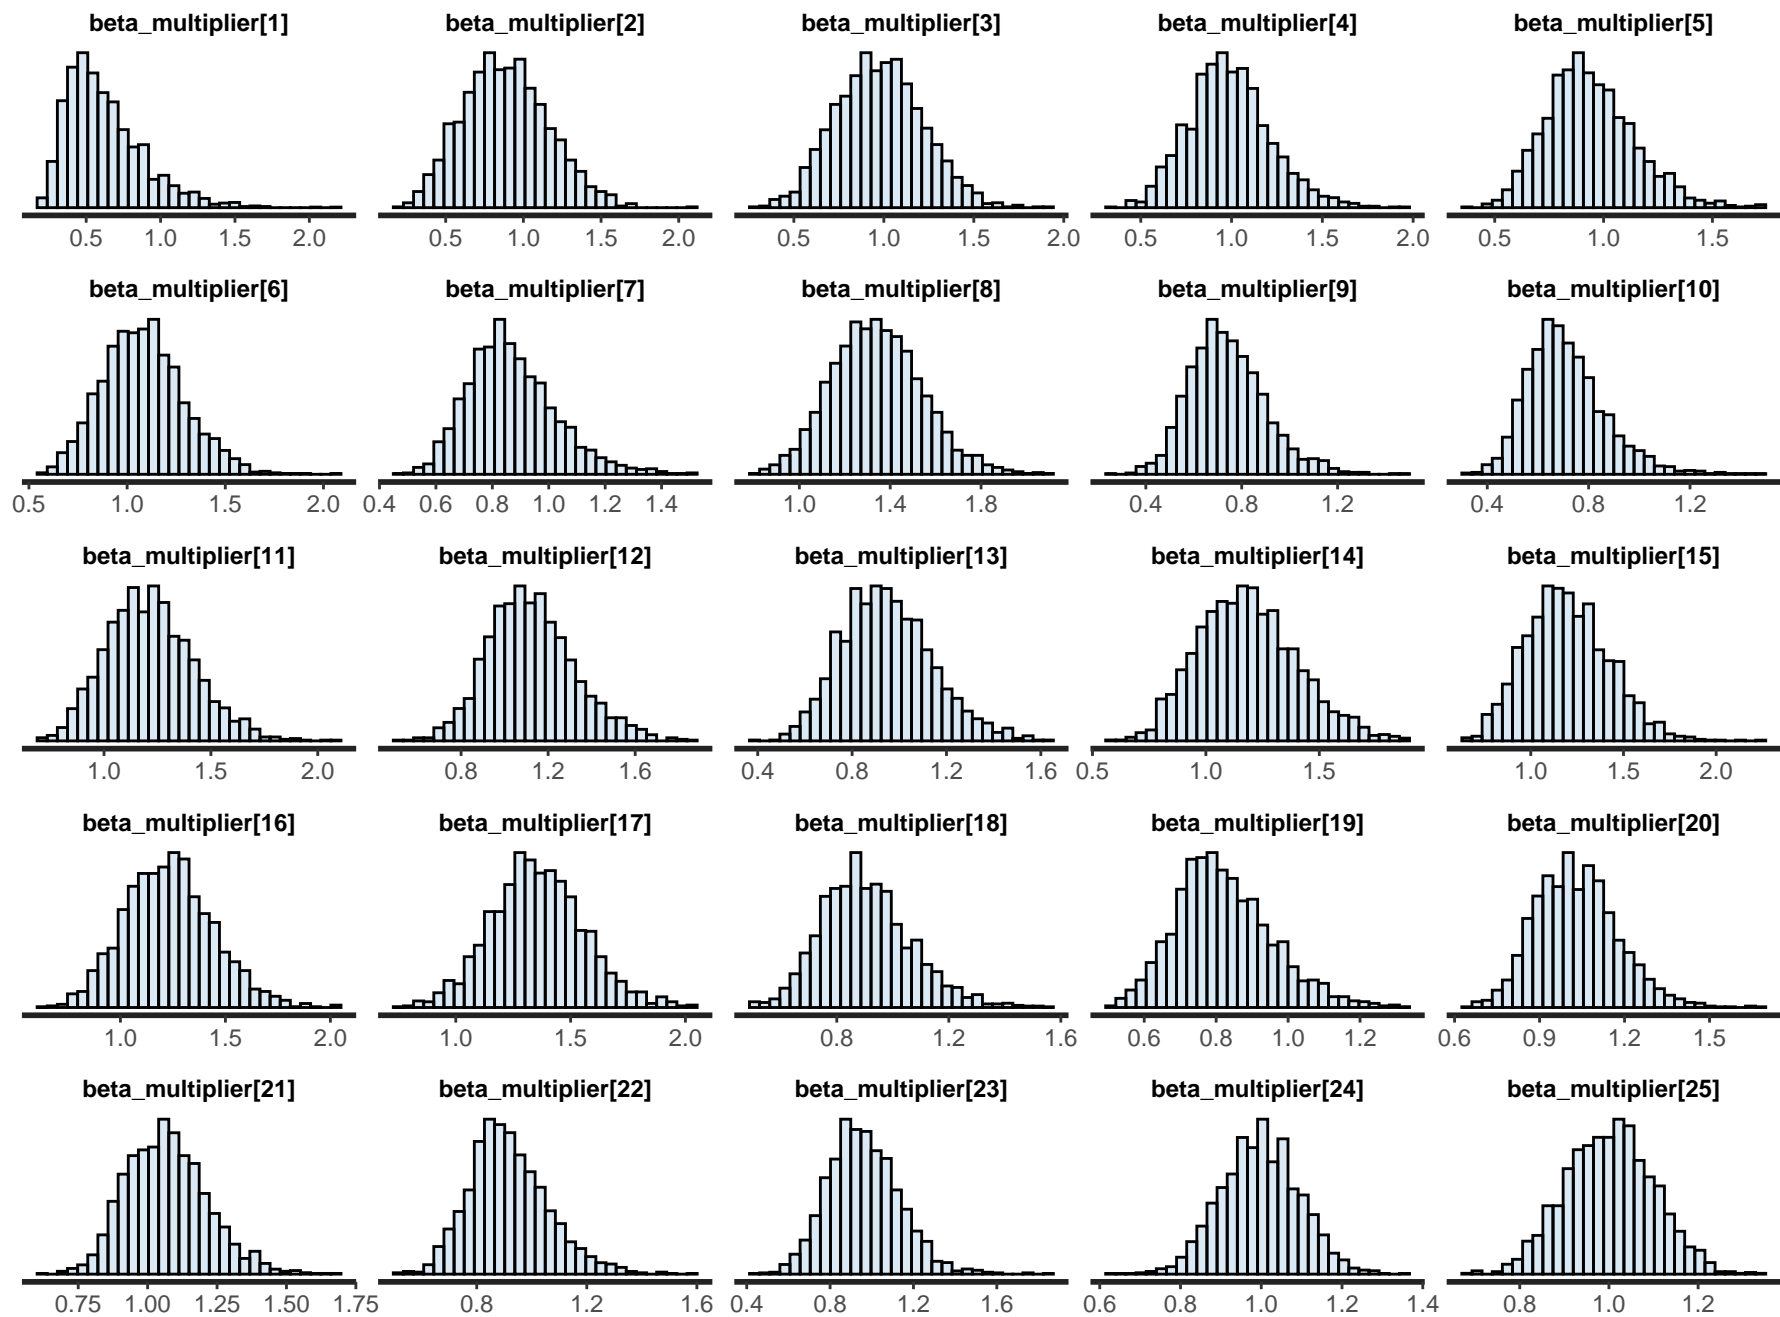 beta_multiplier[1] beta_multiplier[2] beta_multiplier[3] beta_multiplier[4] beta_multiplier[5]
0.5 1.0 1.5 2.0 0.5 1.0 1.5 2.0 0.5 1.0 1.5 2.0 0.5 1.0 1.5 2.0 0.5 1.0 1.5
beta_multiplier[6] beta_multiplier[7] beta_multiplier[8] beta_multiplier[9] beta_multiplier[10]
0.5 1.0 1.5 2.0 0.4 0.6 0.8 1.0 1.2 1.4 1.0 1.4 1.8 0.4 0.8 1.2 0.4 0.8 1.2
beta_multiplier[11] beta_multiplier[12] beta_multiplier[13] beta_multiplier[14] beta_multiplier[15]
1.0 1.5 2.0 0.8 1.2 1.6 0.4 0.8 1.2 1.6 0.5 1.0 1.5 1.0 1.5 2.0
beta_multiplier[16] beta_multiplier[17] beta_multiplier[18] beta_multiplier[19] beta_multiplier[20]
1.0 1.5 2.0 1.0 1.5 2.0 0.8 1.2 1.6 0.6 0.8 1.0 1.2 0.6 0.9 1.2 1.5
beta_multiplier[21] beta_multiplier[22] beta_multiplier[23] beta_multiplier[24] beta_multiplier[25]
0.75 1.00 1.25 1.50 1.75 0.8 1.2 1.6 0.4 0.8 1.2 1.6 0.6 0.8 1.0 1.2 1.4 0.8 1.0 1.2